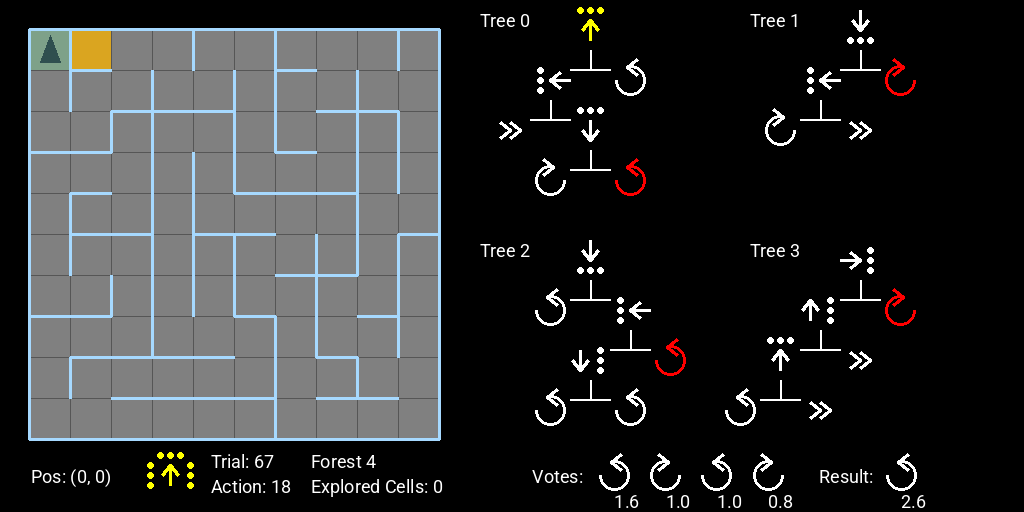 Tree 0
Tree 1
Tree 2
Tree 3
Pos: (0, 0)
Trial: 67
Forest 4
Action: 18
Explored Cells: 0
Votes:
1.6
1.0
1.0
0.8
Result:
2.6